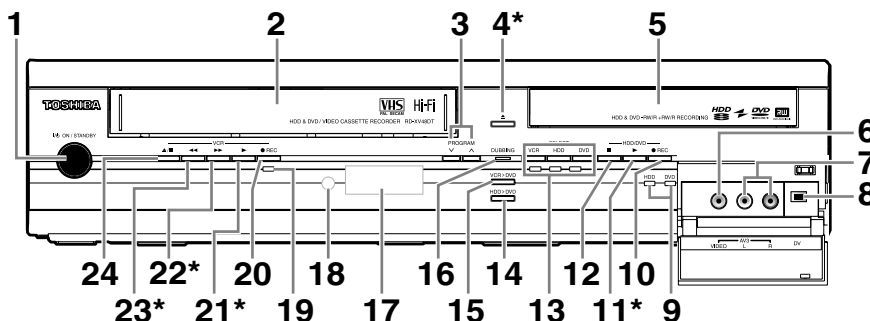 1 2 3 4* 5
TOSHIBA
VHS
PAL SECAM
Hi-Fi
HDD & DVD / VIDEO CASSETTE RECORDER RD-XV48DT
HDD & DVD-RW/R +RW/R RECORDING
HDD
DVD
RW
I/⏻ ON / STANDBY
VCR
▲/■ ◀◀ ▶▶ ▶ ● REC
PROGRAM
∨ ∧
▲
DUBBING
VCR HDD DVD
HDD/DVD
■ ▶ ● REC
VCR>DVD
HDD>DVD
HDD DVD
6
7
8
AV3
VIDEO L R DV
24 22* 20 18 16 14 12 10
23* 21* 19 17 15 13 11* 9